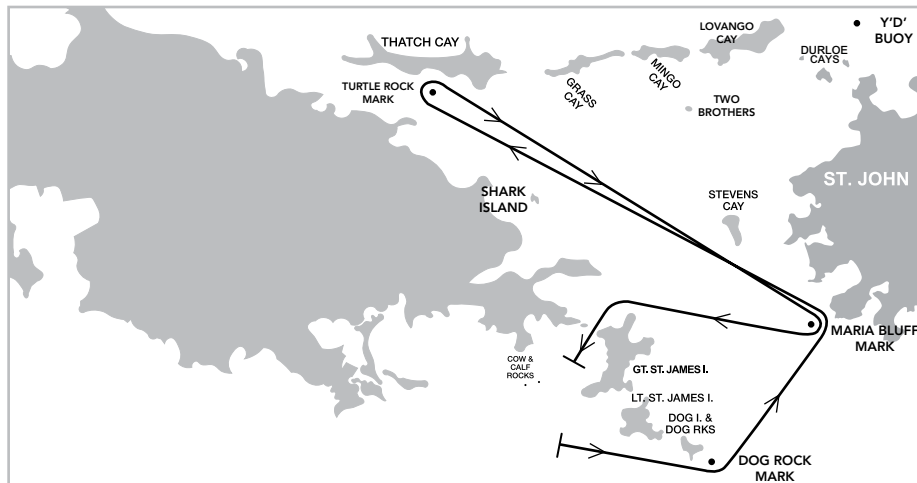 LOVANGO
CAY
Y'D'
BUOY
THATCH CAY
DURLOE
CAYS
MINGO
CAY
GRASS
CAY
TURTLE ROCK
MARK
TWO
BROTHERS
ST. JOHN
SHARK
ISLAND
STEVENS
CAY
MARIA BLUFF
MARK
COW &
CALF
ROCKS
GT. ST. JAMES I.
LT. ST. JAMES I.
DOG I. &
DOG RKS
DOG ROCK
MARK